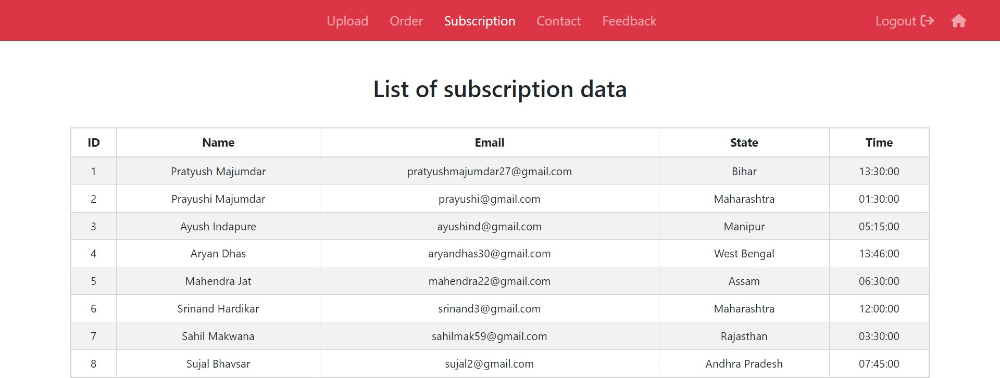 Upload Order Subscription Contact Feedback Logout
List of subscription data
ID Name Email State Time
1 Pratyush Majumdar pratyushmajumdar27@gmail.com Bihar 13:30:00
2 Prayushi Majumdar prayushi@gmail.com Maharashtra 01:30:00
3 Ayush Indapure ayushind@gmail.com Manipur 05:15:00
4 Aryan Dhas aryandhas30@gmail.com West Bengal 13:46:00
5 Mahendra Jat mahendra22@gmail.com Assam 06:30:00
6 Srinand Hardikar srinand3@gmail.com Maharashtra 12:00:00
7 Sahil Makwana sahilmak59@gmail.com Rajasthan 03:30:00
8 Sujal Bhavsar sujal2@gmail.com Andhra Pradesh 07:45:00